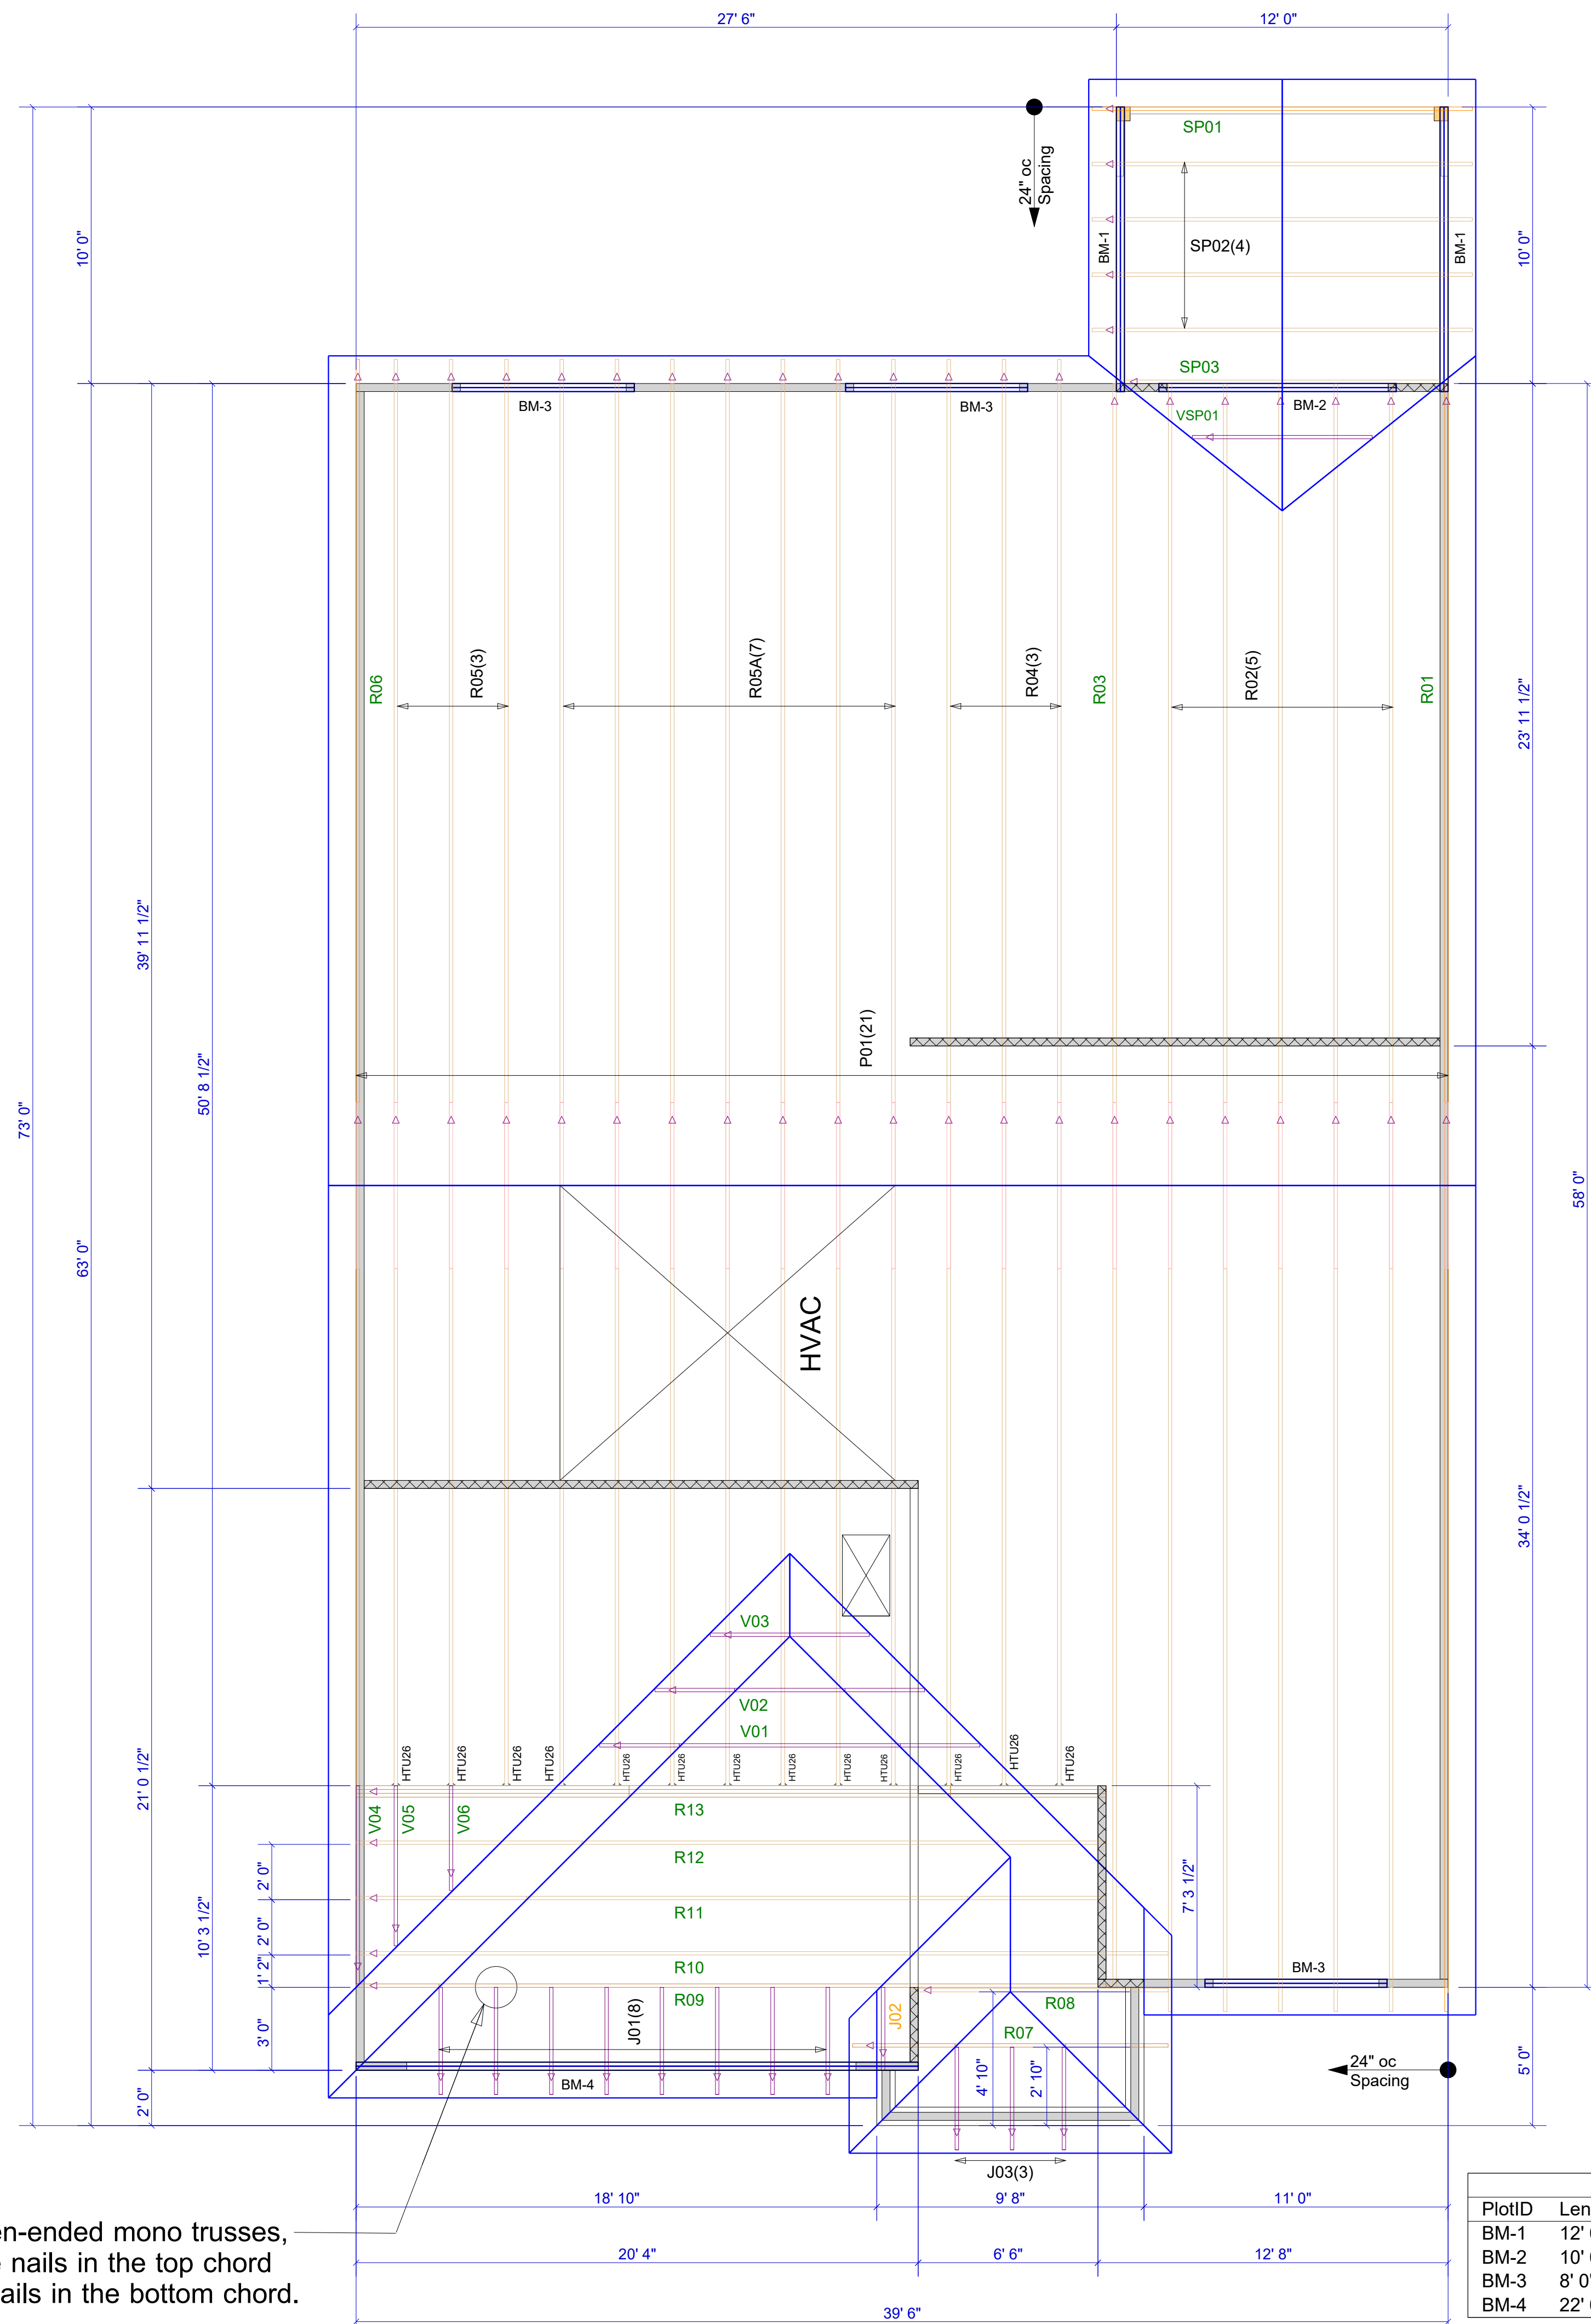 27' 6"
12' 0"
SP01
24" oc
Spacing
10' 0"
BM-1
SP02(4)
BM-1
10' 0"
SP03
BM-3
BM-3
BM-2
VSP01
R06
R05(3)
R05A(7)
R04(3)
R03
R02(5)
R01
23' 11 1/2"
39' 11 1/2"
P01(21)
50' 8 1/2"
73' 0"
58' 0"
63' 0"
HVAC
34' 0 1/2"
V03
V02
V01
21' 0 1/2"
HTU26
HTU26
HTU26
HTU26
HTU26
HTU26
HTU26
HTU26
HTU26
HTU26
HTU26
HTU26
HTU26
V04
V05
V06
R13
R12
2' 0"
7' 3 1/2"
R11
2' 0"
10' 3 1/2"
R10
1' 2"
BM-3
R09
R08
J01(8)
J02
R07
3' 0"
24" oc
Spacing
5' 0"
BM-4
4' 10"
2' 10"
2' 0"
J03(3)
18' 10"
9' 8"
11' 0"
en-ended mono trusses,
nails in the top chord
ails in the bottom chord.
20' 4"
6' 6"
12' 8"
39' 6"
PlotID Len
BM-1 12'
BM-2 10'
BM-3 8' 0"
BM-4 22'